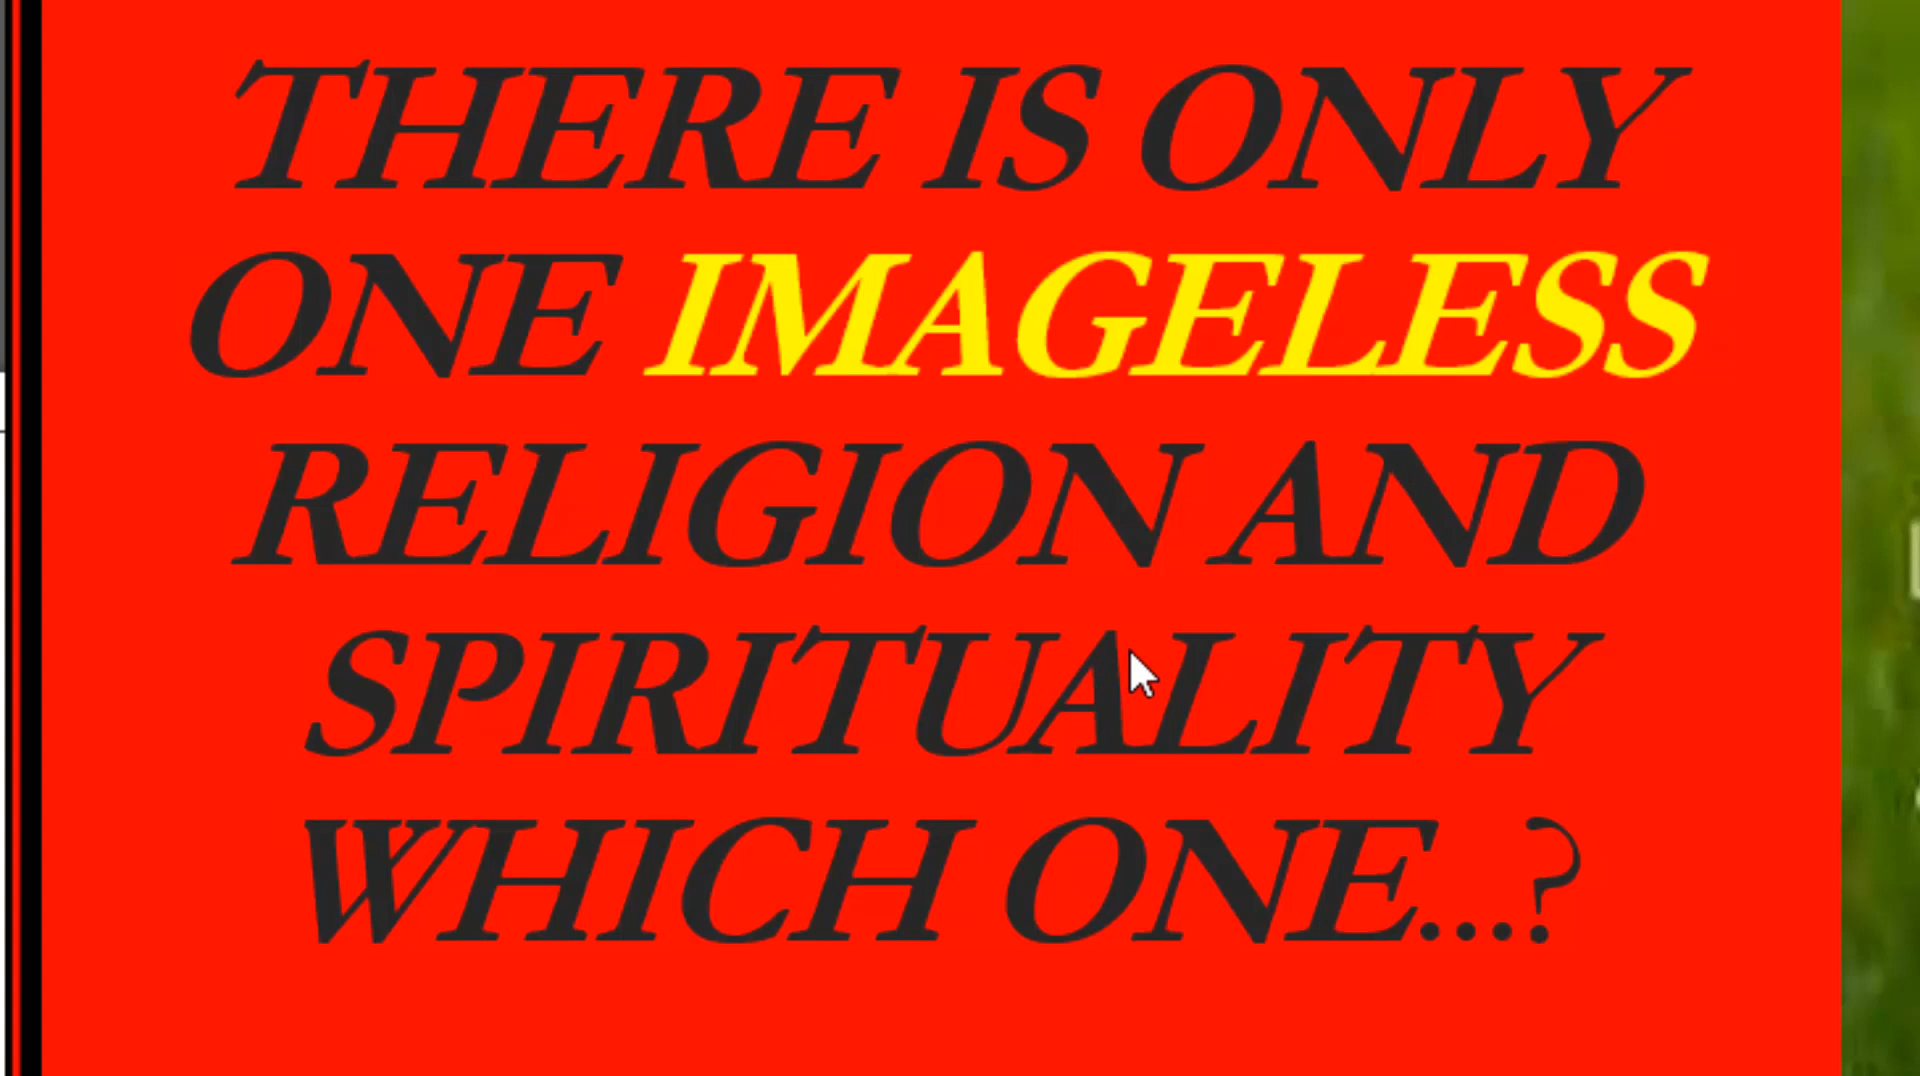 THERE IS ONLY
ONE IMAGELESS
RELIGION AND
SPIRITUALITY
WHICH ONE...?